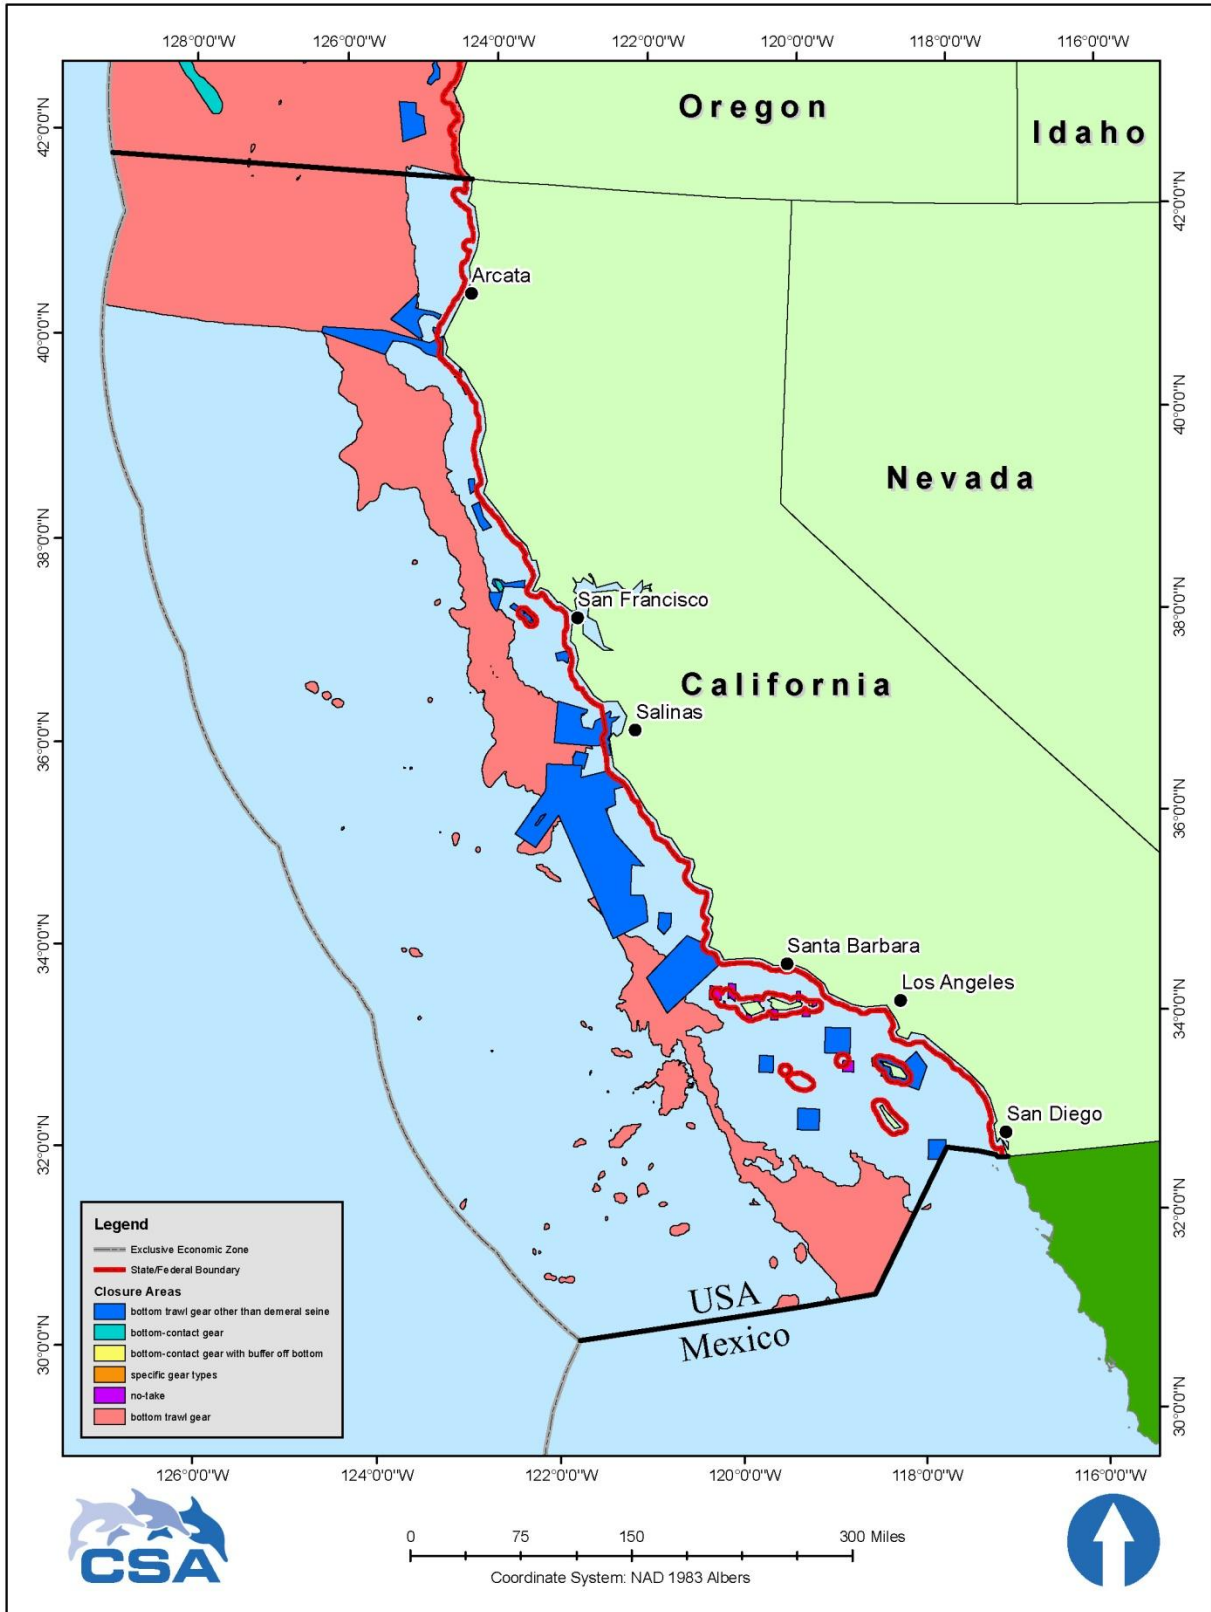 128°0'0"W 126°0'0"W 124°0'0"W 122°0'0"W 120°0'0"W 118°0'0"W 116°0'0"W
42°0'0"N
40°0'0"N
38°0'0"N
36°0'0"N
34°0'0"N
32°0'0"N
30°0'0"N
Oregon
Idaho
Arcata
Nevada
San Francisco
California
Salinas
Santa Barbara
Los Angeles
San Diego
USA
Mexico
42°0'0"N
40°0'0"N
38°0'0"N
36°0'0"N
34°0'0"N
32°0'0"N
30°0'0"N
Legend
Exclusive Economic Zone
State/Federal Boundary
Closure Areas
bottom trawl gear other than demeral seine
bottom-contact gear
bottom-contact gear with buffer off bottom
specific gear types
no-take
bottom trawl gear
126°0'0"W 124°0'0"W 122°0'0"W 120°0'0"W 118°0'0"W 116°0'0"W
CSA
0 75 150 300 Miles
Coordinate System: NAD 1983 Albers